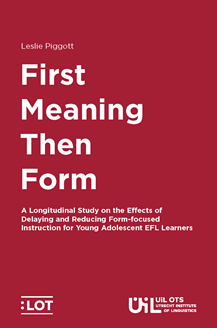 Leslie Piggott
First
Meaning
Then
Form
A Longitudinal Study on the Effects of
Delaying and Reducing Form-focused
Instruction for Young Adolescent EFL Learners
:LOT
UiL
UiL OTS
UTRECHT INSTITUTE
OF LINGUISTICS